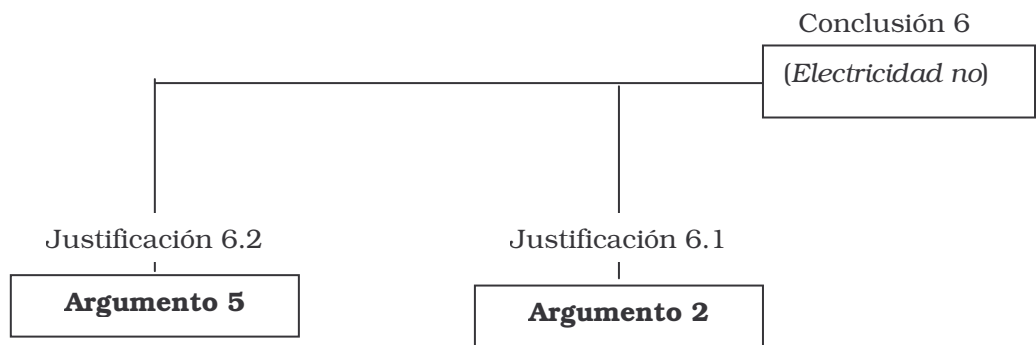 Conclusión 6
(Electricidad no)
Justificación 6.2
Justificación 6.1
Argumento 5
Argumento 2